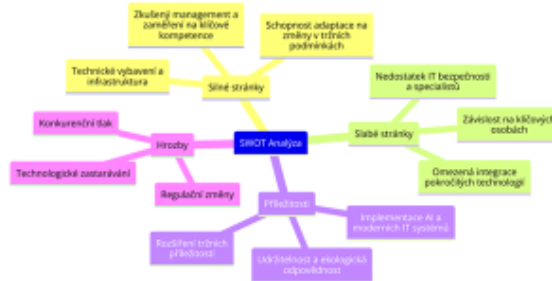 Zkušený management a
zaměření na klíčové
kompetence
Schopnost adaptace na
změny v tržních
podmínkách
Technické vybavení a
infrastruktura
Silné stránky
Nedostatek IT bezpečnosti
a specialistů
Závislost na klíčových
osobách
Slabé stránky
Omezená integrace
pokročilých technologií
SWOT Analýza
Konkurenční tlak
Hrozby
Technologické zastarávání
Regulační změny
Příležitosti
Implementace AI a
moderních IT systémů
Rozšíření tržních
příležitostí
Udržitelnost a ekologická
odpovědnost